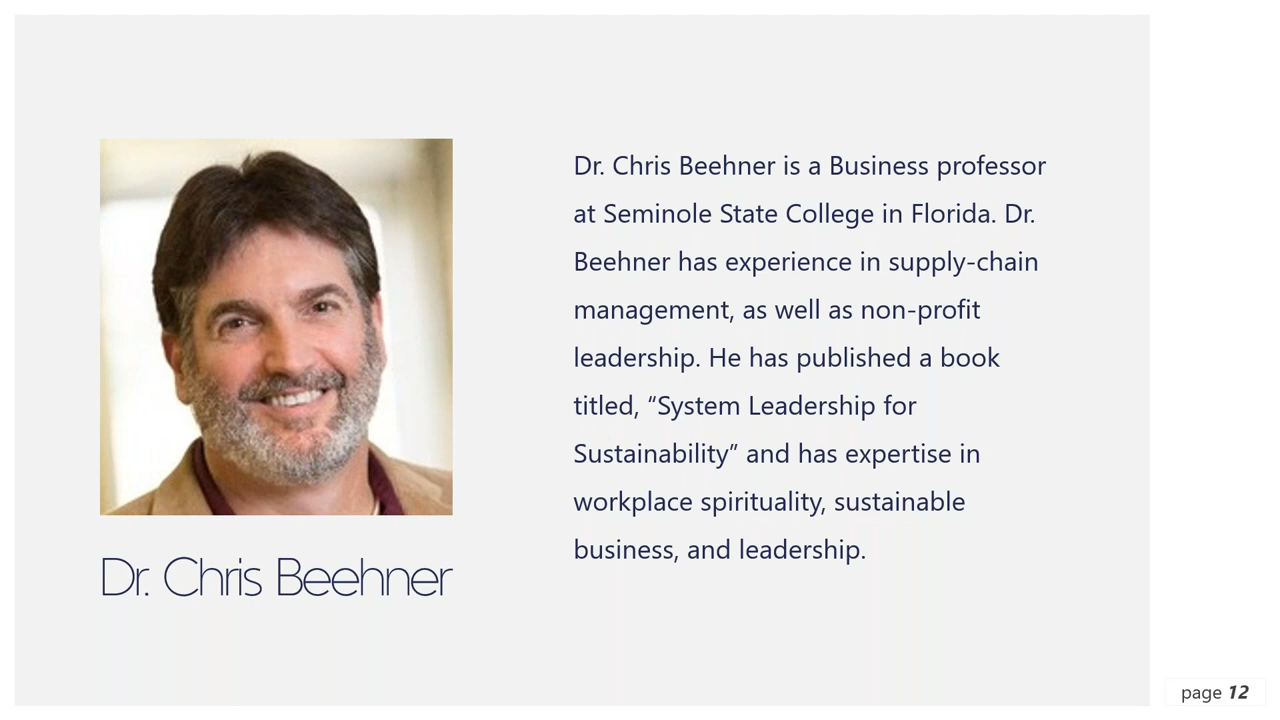 Dr. Chris Beehner is a Business professor
at Seminole State College in Florida. Dr.
Beehner has experience in supply-chain
management, as well as non-profit
leadership. He has published a book
titled, “System Leadership for
Sustainability” and has expertise in
workplace spirituality, sustainable
business, and leadership.
Dr. Chris Beehner
page 12